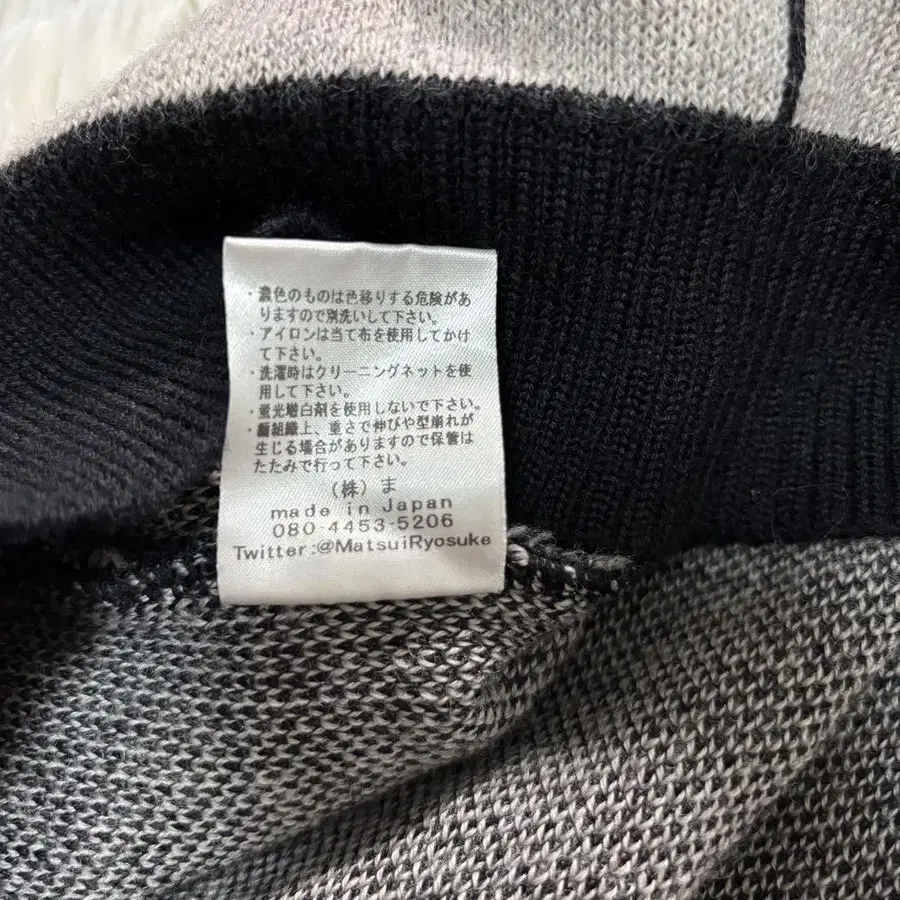 ・濃色のものは色移りする危険があ
りますので別洗いして下さい。
・アイロンは当て布を使用してかけ
て下さい。
・洗濯時はクリーニングネットを使
用して下さい。
・蛍光増白剤を使用しないで下さい。
・編組織上、重さで伸びや型崩れが
生じる場合がありますので保管は
たたみで行って下さい。
(株)ま
made in Japan
080-4453-5206
Twitter:@MatsuiRyosuke